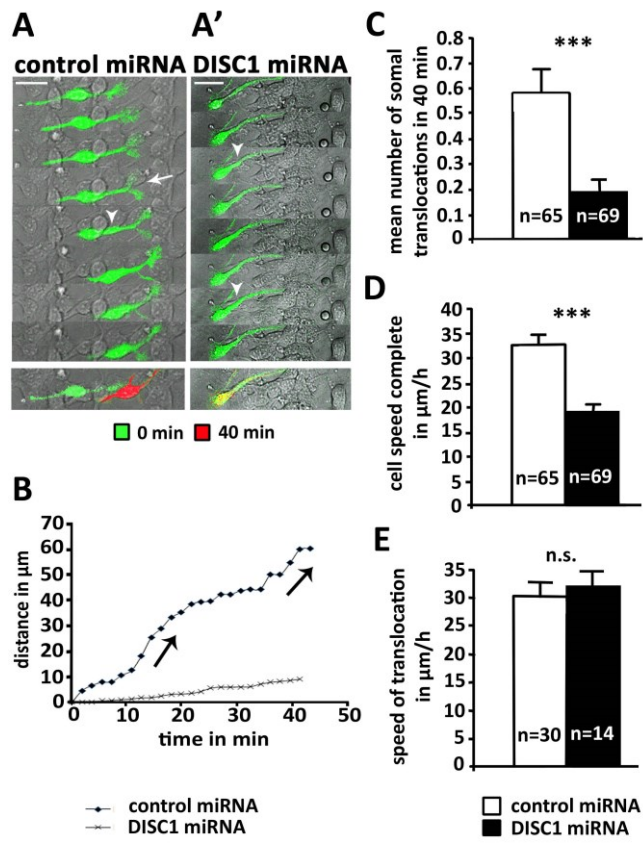 A
control miRNA
A'
DISC1 miRNA
0 min
40 min
B
distance in µm
70
60
50
40
30
20
10
0
0 10 20 30 40 50
time in min
control miRNA
DISC1 miRNA
C
mean number of somal
translocations in 40 min
0.8
0.7
0.6
0.5
0.4
0.3
0.2
0.1
0
***
n=65
n=69
D
cell speed complete
in µm/h
40
35
30
25
20
15
10
5
0
***
n=65
n=69
E
speed of translocation
in µm/h
35
30
25
20
15
10
5
0
n.s.
n=30
n=14
control miRNA
DISC1 miRNA